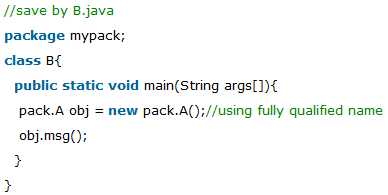 //save by B.java
package mypack;
class B{
  public static void main(String args[]){
   pack.A obj = new pack.A();//using fully qualified name
   obj.msg();
  }
}